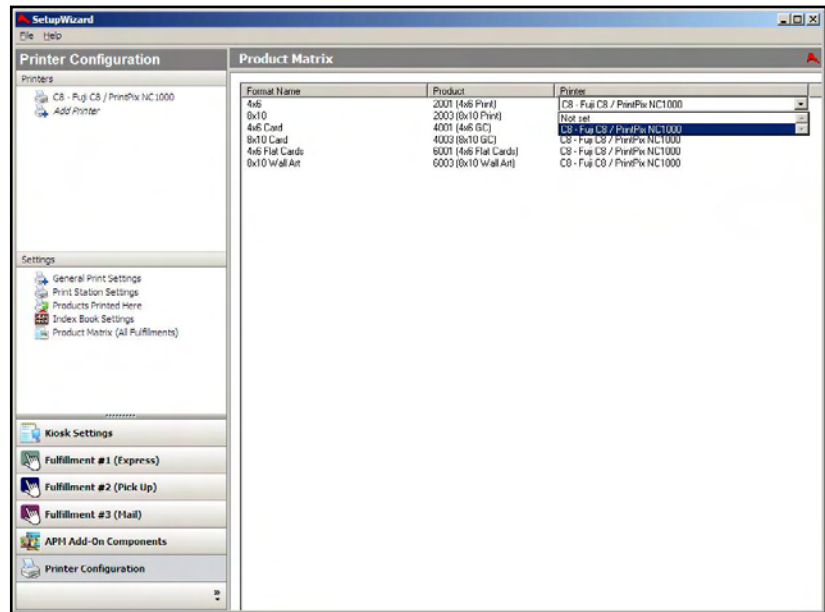 SetupWizard
File Help
Printer Configuration
Product Matrix
Printers
C8 - Fuji C8 / PrintPix NC1000
Add Printer
Format Name Product Printer
4x6 2001 (4x6 Print) C8 - Fuji C8 / PrintPix NC1000
8x10 2003 (8x10 Print) Not set
4x6 Card 4001 (4x6 GC) C8 - Fuji C8 / PrintPix NC1000
8x10 Card 4003 (8x10 GC) C8 - Fuji C8 / PrintPix NC1000
4x6 Flat Cards 6001 (4x6 Flat Cards) C8 - Fuji C8 / PrintPix NC1000
8x10 Wall Art 6003 (8x10 Wall Art) C8 - Fuji C8 / PrintPix NC1000
Settings
General Print Settings
Print Station Settings
Products Printed Here
Index Book Settings
Product Matrix (All Fulfilments)
Kiosk Settings
Fulfillment #1 (Express)
Fulfillment #2 (Pick Up)
Fulfillment #3 (Mail)
APM Add-On Components
Printer Configuration